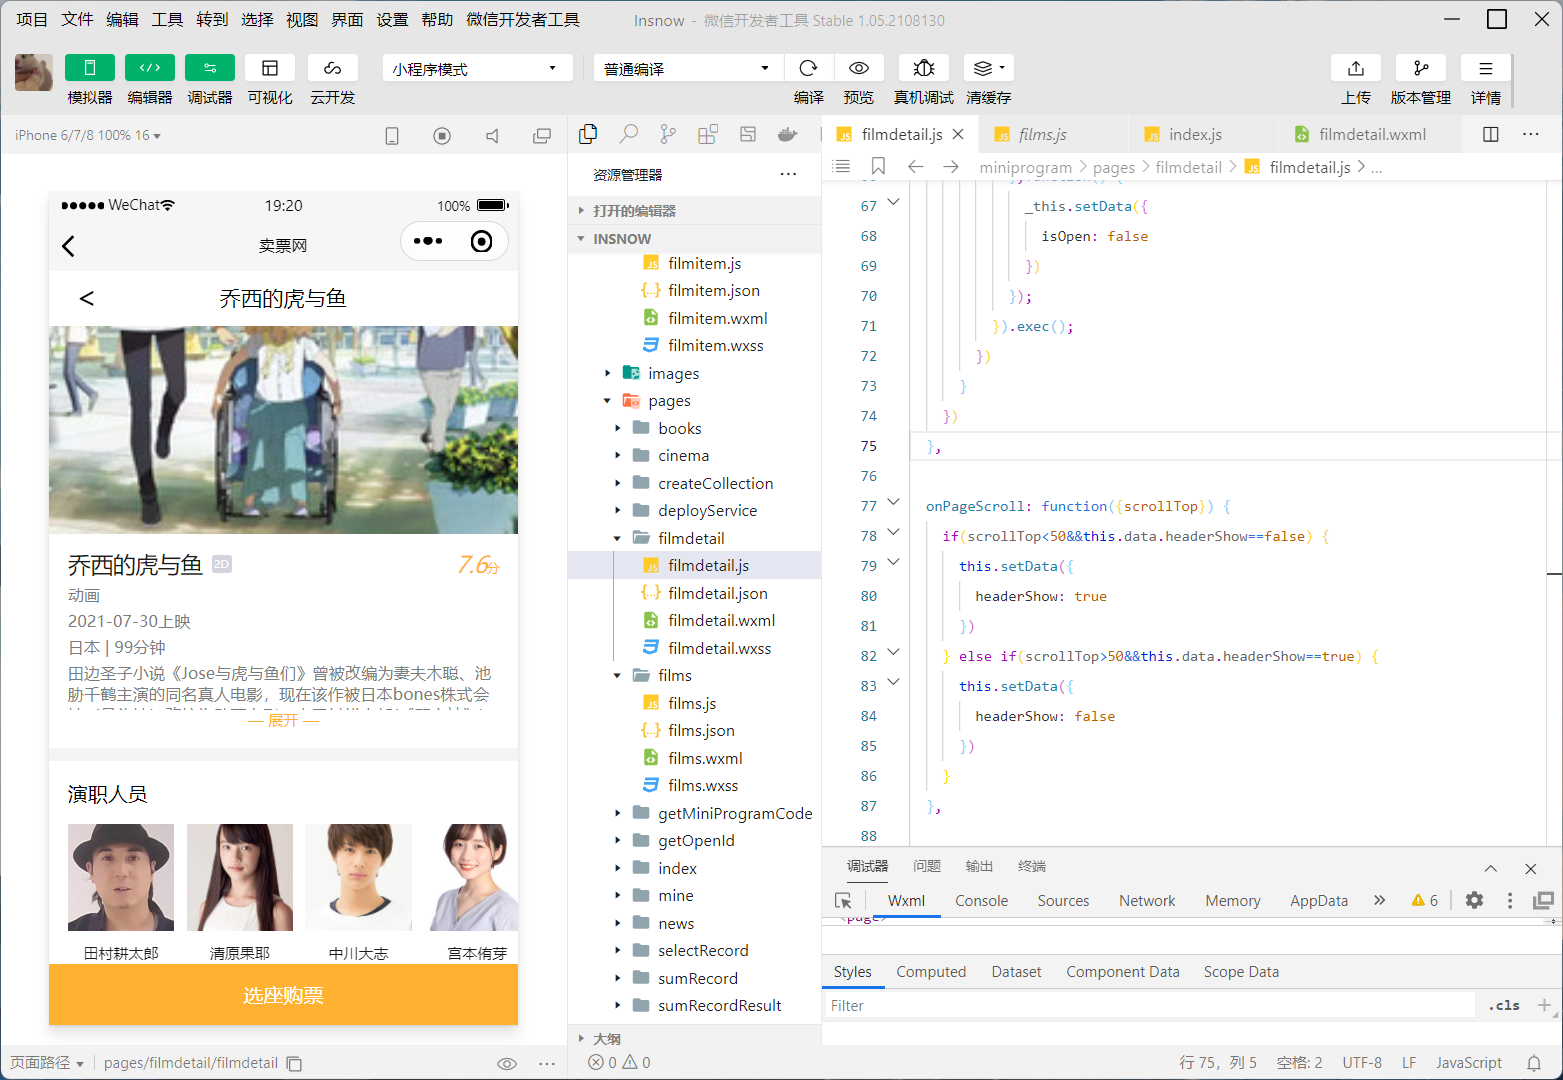 项目 文件 编辑 工具 转到 选择 视图 界面 设置 帮助 微信开发者工具 Insnow - 微信开发者工具 Stable 1.05.2108130
小程序模式 普通编译
模拟器 编辑器 调试器 可视化 云开发 编译 预览 真机调试 清缓存 上传 版本管理 详情
iPhone 6/7/8 100% 16
WeChat 19:20 100%
卖票网
< 乔西的虎与鱼
乔西的虎与鱼 2D 7.6分
动画
2021-07-30上映
日本 | 99分钟
田边圣子小说《Jose与虎与鱼们》曾被改编为妻夫木聪、池
胁千鹤主演的同名真人电影，现在该作被日本bones株式会
— 展开 —
演职人员
田村耕太郎 清原果耶 中川大志 宫本侑芽
选座购票
页面路径 pages/filmdetail/filmdetail
资源管理器
打开的编辑器
INSNOW
filmitem.js
filmitem.json
filmitem.wxml
filmitem.wxss
images
pages
books
cinema
createCollection
deployService
filmdetail
filmdetail.js
filmdetail.json
filmdetail.wxml
filmdetail.wxss
films
films.js
films.json
films.wxml
films.wxss
getMiniProgramCode
getOpenId
index
mine
news
selectRecord
sumRecord
sumRecordResult
大纲
0 0
filmdetail.js films.js index.js filmdetail.wxml
miniprogram > pages > filmdetail > filmdetail.js > ...
67 _this.setData({
68 isOpen: false
69 })
70 });
71 }).exec();
72 })
73 }
74 })
75 },
76
77 onPageScroll: function({scrollTop}) {
78 if(scrollTop<50&&this.data.headerShow==false) {
79 this.setData({
80 headerShow: true
81 })
82 } else if(scrollTop>50&&this.data.headerShow==true) {
83 this.setData({
84 headerShow: false
85 })
86 }
87 },
88
调试器 问题 输出 终端
Wxml Console Sources Network Memory AppData 6
<page>
Styles Computed Dataset Component Data Scope Data
Filter .cls
行 75，列 5 空格: 2 UTF-8 LF JavaScript